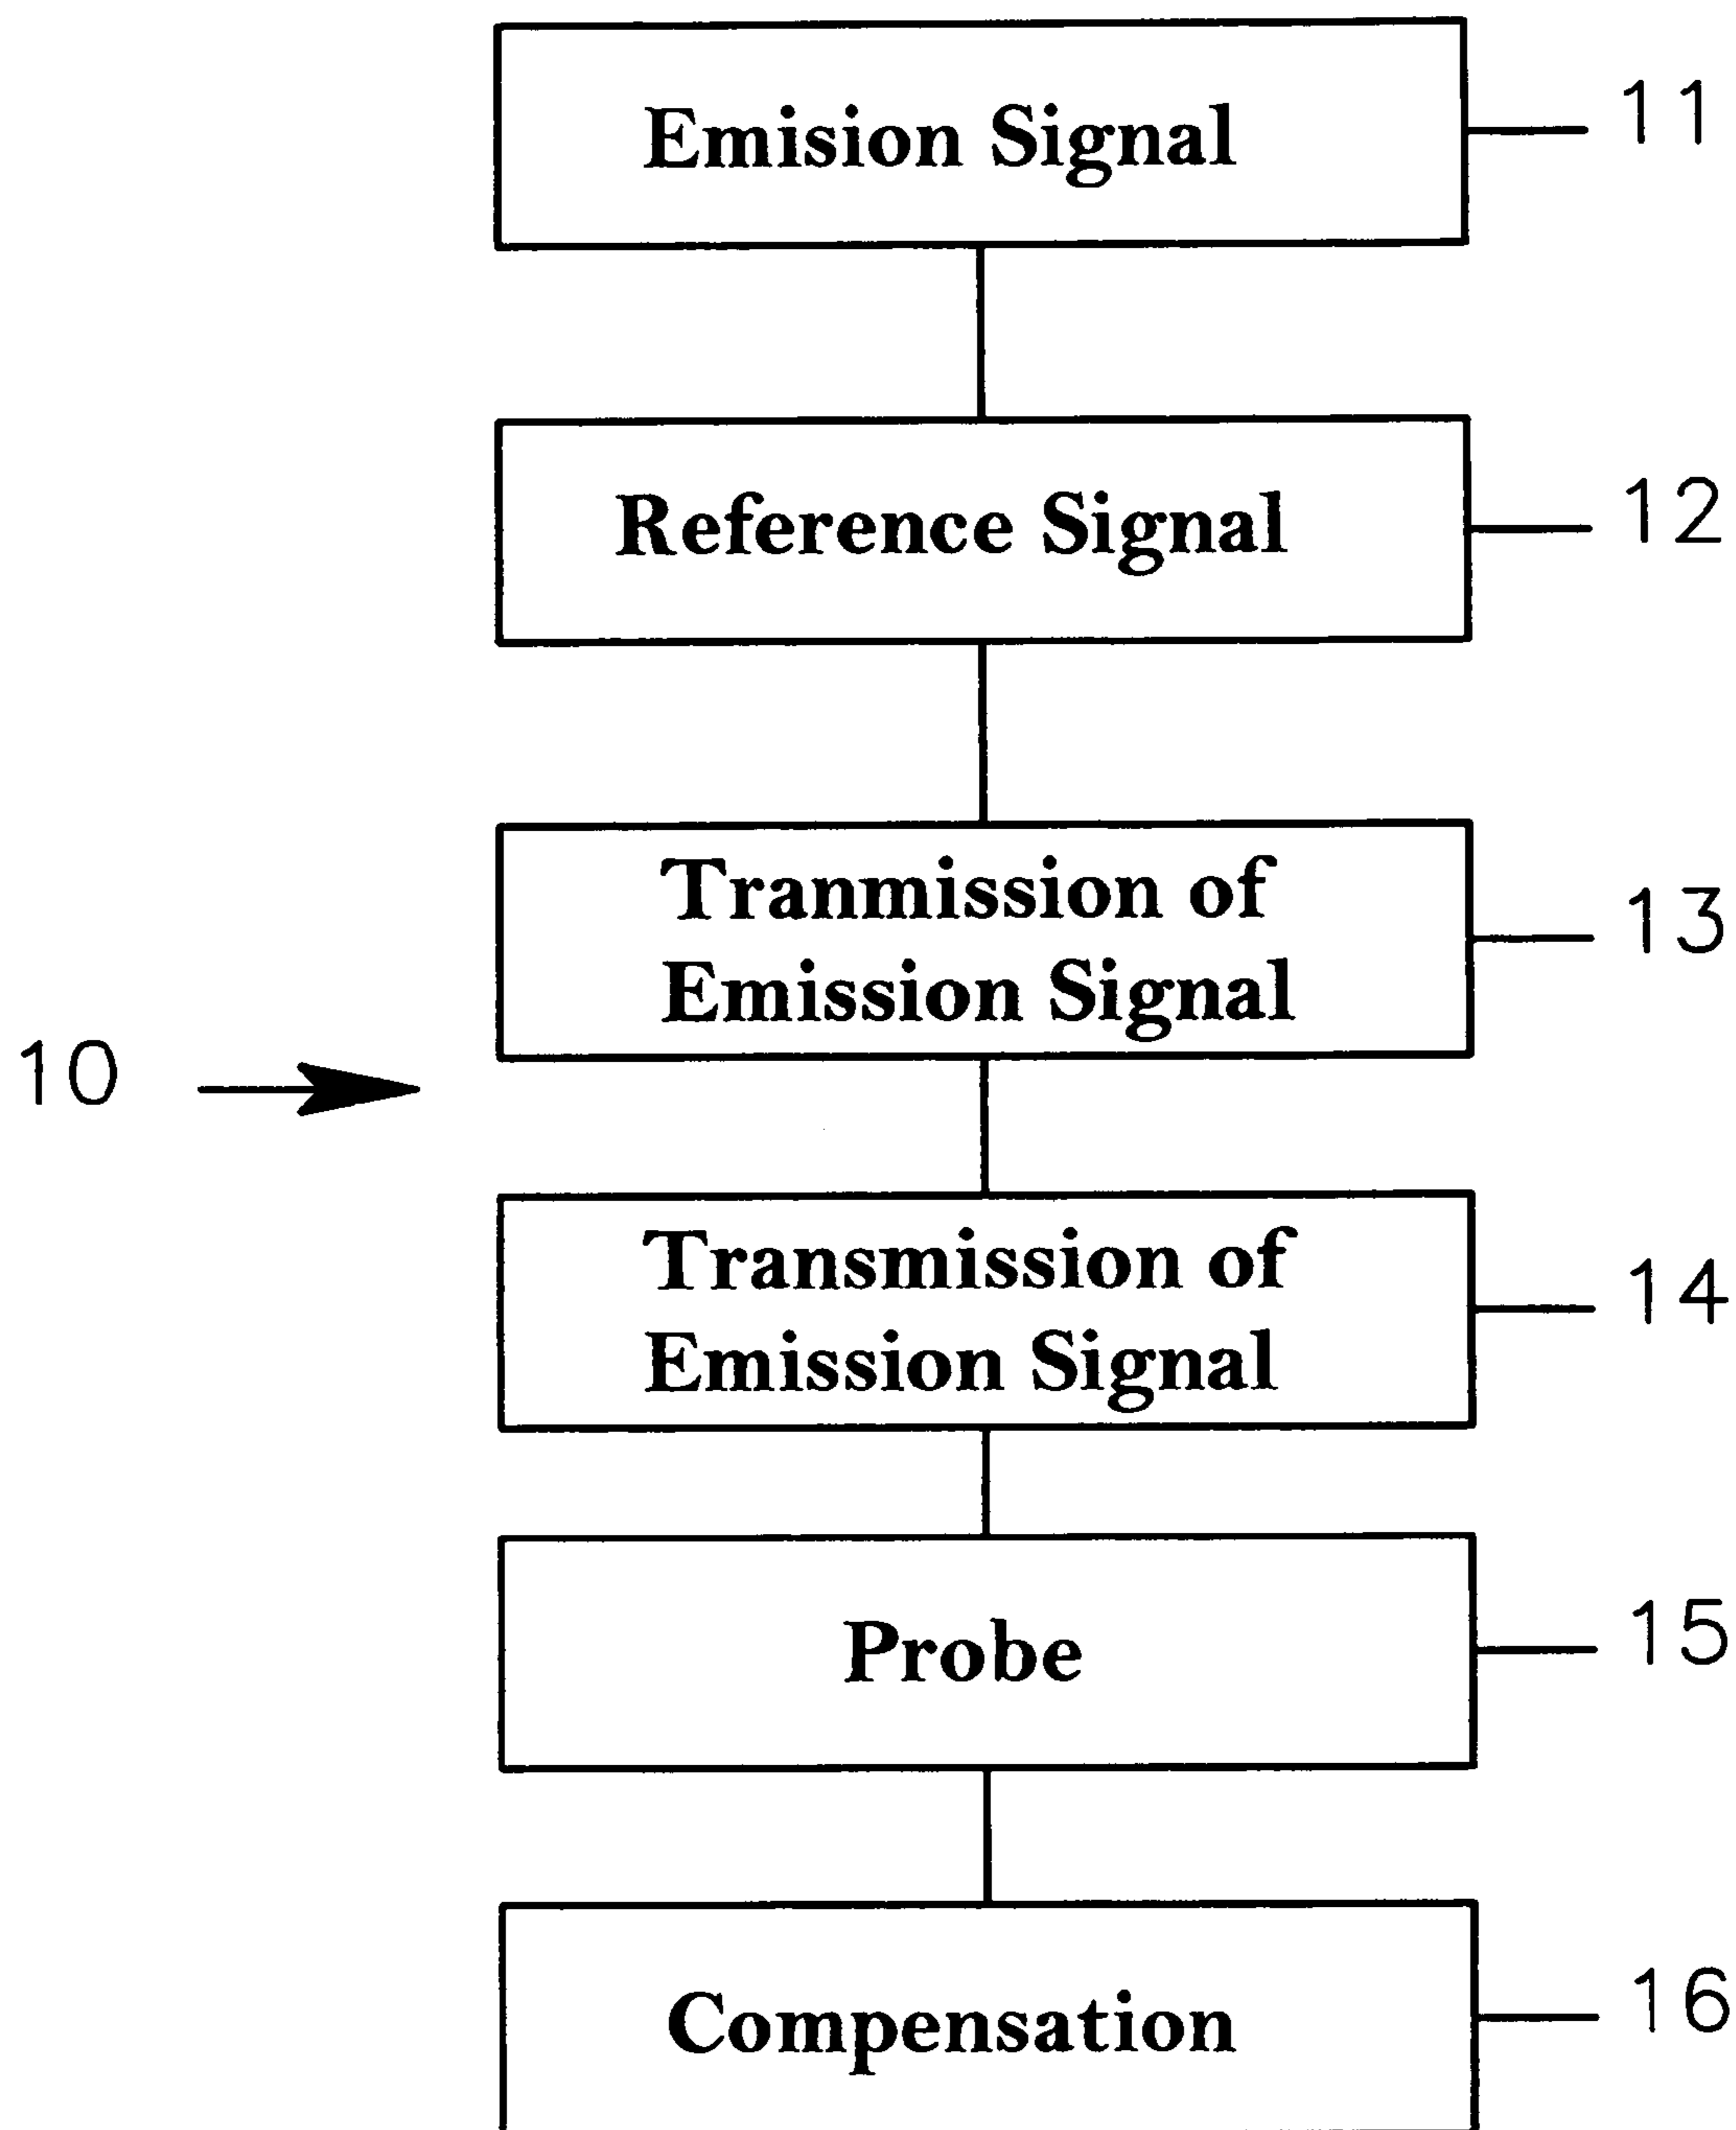 Emision Signal
11
Reference Signal
12
Tranmission of
Emission Signal
13
10
Transmission of
Emission Signal
14
Probe
15
Compensation
16